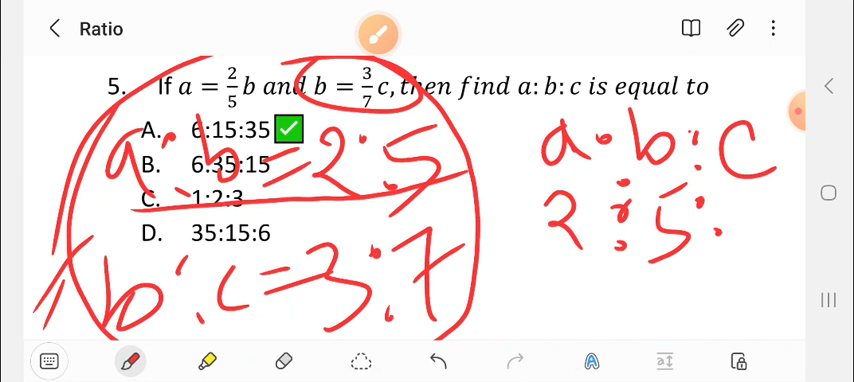 Ratio
5. If a = 2/5 b and b = 3/7 c, then find a: b: c is equal to
A. 6:15:35
B. 6:35:15
C. 1:2:3
D. 35:15:6
a:b=2:5
b:c=3:7
a:b:c
2:5: